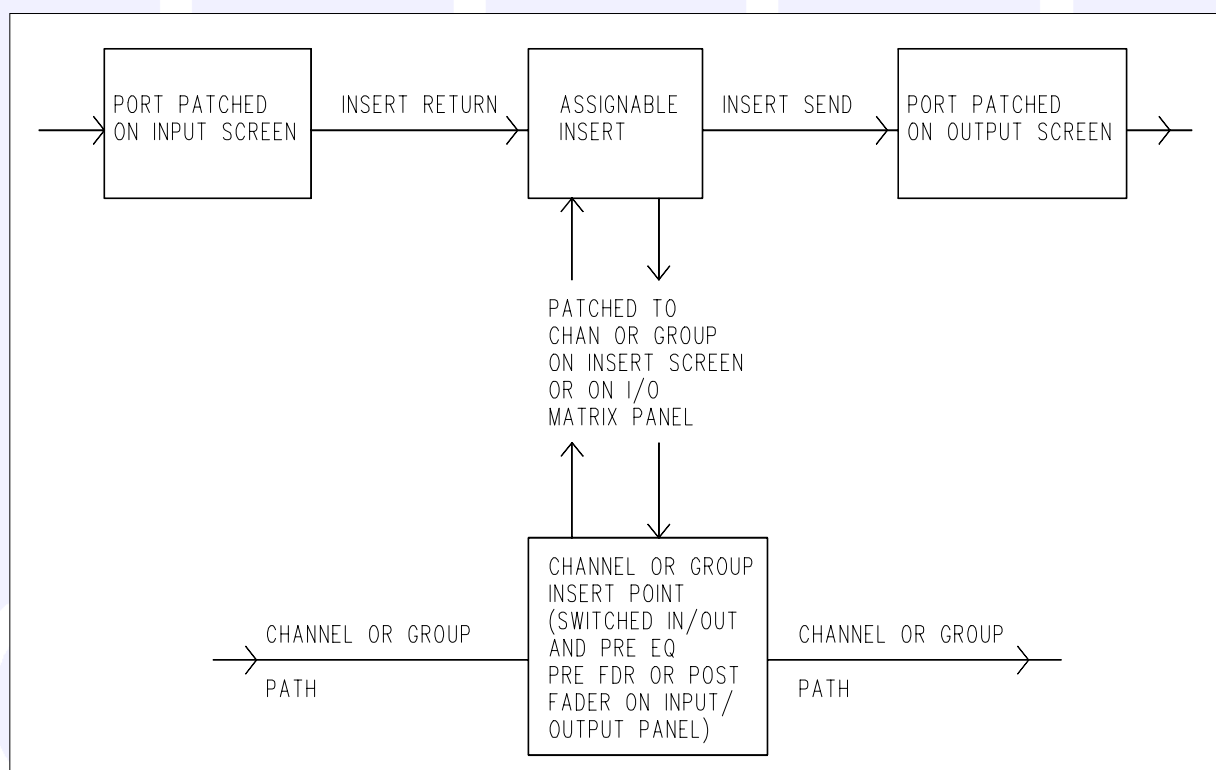 PORT PATCHED
ON INPUT SCREEN
INSERT RETURN
ASSIGNABLE
INSERT
INSERT SEND
PORT PATCHED
ON OUTPUT SCREEN
PATCHED TO
CHAN OR GROUP
ON INSERT SCREEN
OR ON I/O
MATRIX PANEL
CHANNEL OR GROUP
PATH
CHANNEL OR GROUP
INSERT POINT
(SWITCHED IN/OUT
AND PRE EQ
PRE FDR OR POST
FADER ON INPUT/
OUTPUT PANEL)
CHANNEL OR GROUP
PATH